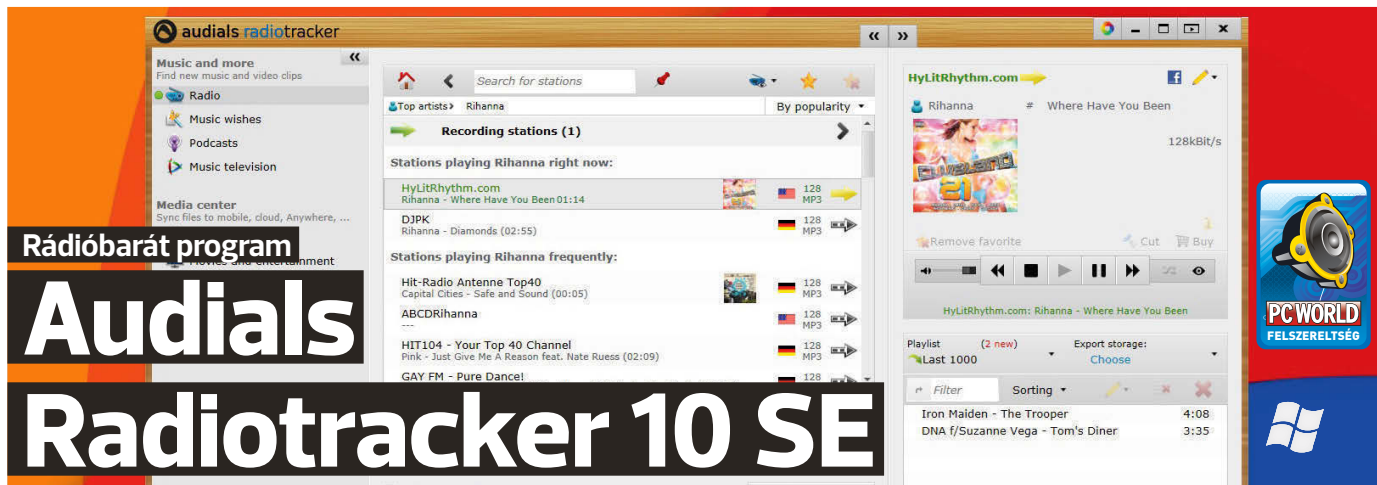 audials radiotracker
Music and more
Find new music and video clips
Radio
Music wishes
Podcasts
Music television
Media center
Sync files to mobile, cloud, Anywhere, ...
Movies and entertainment
Search for stations
Top artists› Rihanna
By popularity
Recording stations (1)
Stations playing Rihanna right now:
HyLitRhythm.com
Rihanna - Where Have You Been 01:14
128
MP3
DJPK
Rihanna - Diamonds (02:55)
128
MP3
Stations playing Rihanna frequently:
Hit-Radio Antenne Top40
Capital Cities - Safe and Sound (00:05)
128
MP3
ABCDRihanna
---
128
MP3
HIT104 - Your Top 40 Channel
Pink - Just Give Me A Reason feat. Nate Ruess (02:09)
128
MP3
GAY FM - Pure Dance!
128
HyLitRhythm.com
Rihanna # Where Have You Been
128kBit/s
Remove favorite
Cut
Buy
HyLitRhythm.com: Rihanna - Where Have You Been
Playlist (2 new)
Last 1000
Export storage:
Choose
Filter
Sorting
Iron Maiden - The Trooper 4:08
DNA f/Suzanne Vega - Tom's Diner 3:35
Rádióbarát program
Audials
Radiotracker 10 SE
PC WORLD
FELSZERELTSÉG